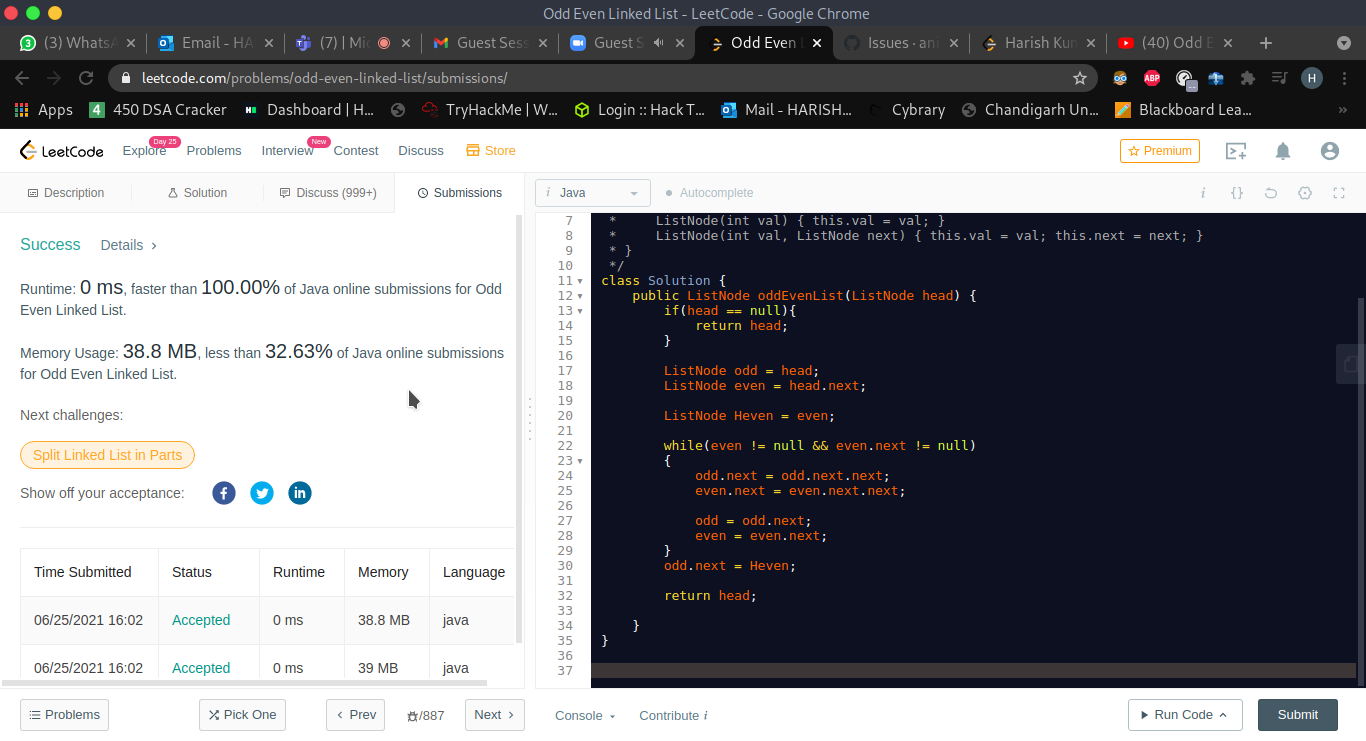 Odd Even Linked List - LeetCode - Google Chrome
(3) WhatsA
Email - HA
(7) | Mic
Guest Sess
Guest S
Odd Even L
Issues · ani
Harish Kum
(40) Odd E
leetcode.com/problems/odd-even-linked-list/submissions/
ABP
H
Apps
4 450 DSA Cracker
Dashboard | H...
TryHackMe | W...
Login :: Hack T...
Mail - HARISH...
Cybrary
Chandigarh Un...
Blackboard Lea...
»
LeetCode
Explore
Day 25
Problems
Interview
New
Contest
Discuss
Store
Premium
Description
Solution
Discuss (999+)
Submissions
i Java
Autocomplete
i {}
Success
Details
Runtime: 0 ms, faster than 100.00% of Java online submissions for Odd
Even Linked List.
Memory Usage: 38.8 MB, less than 32.63% of Java online submissions
for Odd Even Linked List.
Next challenges:
Split Linked List in Parts
Show off your acceptance:
Time Submitted Status Runtime Memory Language
06/25/2021 16:02 Accepted 0 ms 38.8 MB java
06/25/2021 16:02 Accepted 0 ms 39 MB java
7 * ListNode(int val) { this.val = val; }
8 * ListNode(int val, ListNode next) { this.val = val; this.next = next; }
9 * }
10 */
11 class Solution {
12 public ListNode oddEvenList(ListNode head) {
13 if(head == null){
14 return head;
15 }
16
17 ListNode odd = head;
18 ListNode even = head.next;
19
20 ListNode Heven = even;
21
22 while(even != null && even.next != null)
23 {
24 odd.next = odd.next.next;
25 even.next = even.next.next;
26
27 odd = odd.next;
28 even = even.next;
29 }
30 odd.next = Heven;
31
32 return head;
33
34 }
35 }
36
37
Problems
Pick One
Prev
/887
Next
Console
Contribute i
Run Code
Submit